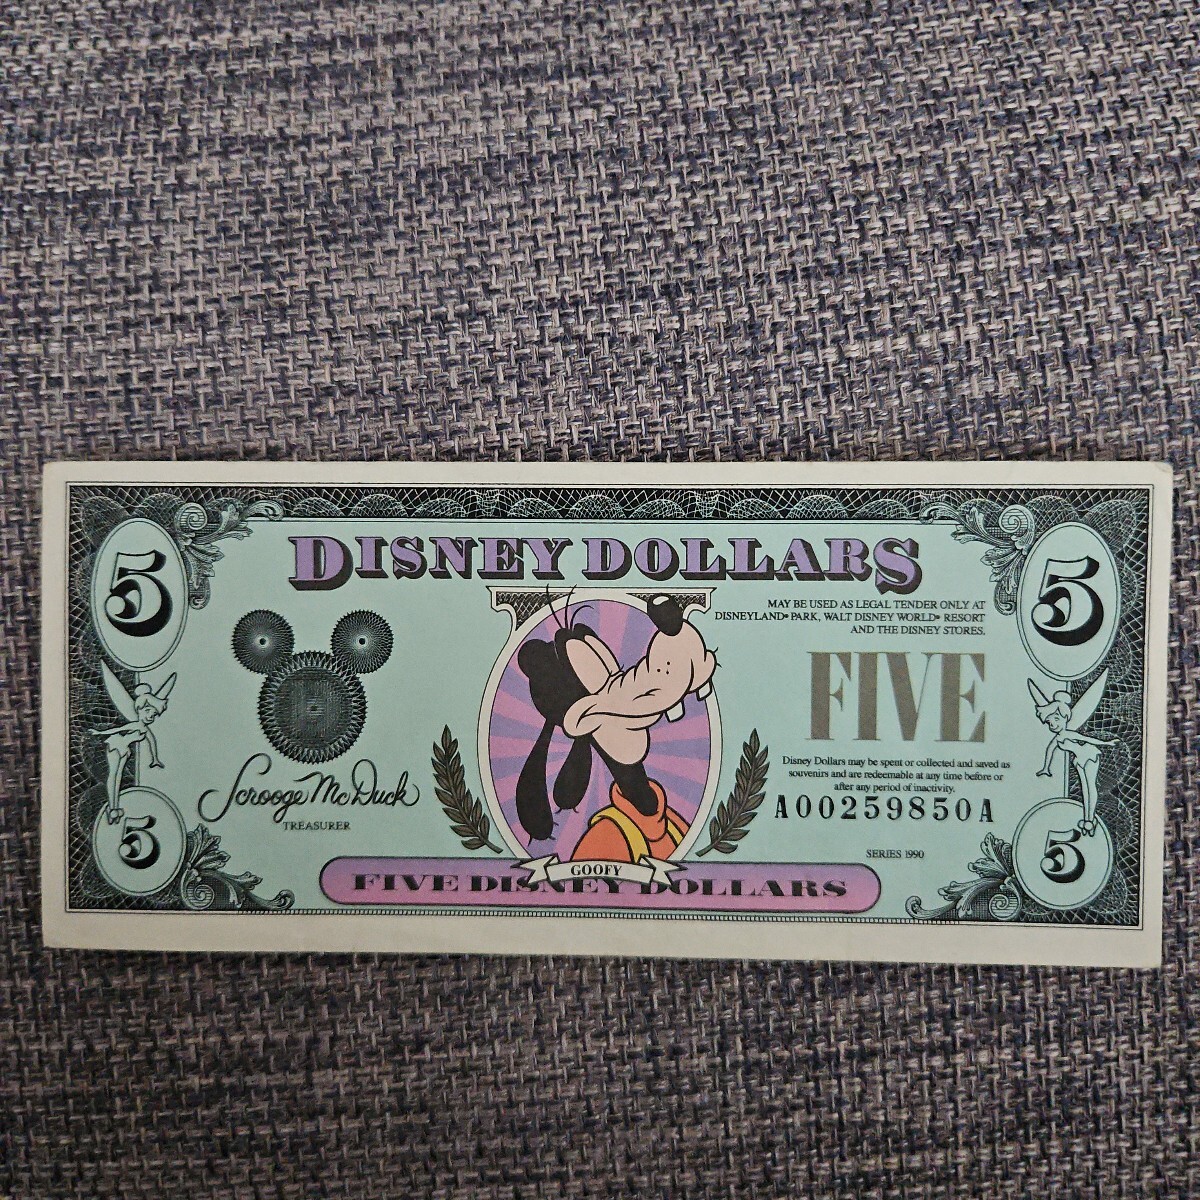 DISNEY DOLLARS
5
5
MAY BE USED AS LEGAL TENDER ONLY AT
DISNEYLAND® PARK, WALT DISNEY WORLD® RESORT
AND THE DISNEY STORES.
FIVE
Disney Dollars may be spent or collected and saved as
souvenirs and are redeemable at any time before or
after any period of inactivity.
A00259850A
Scrooge McDuck
TREASURER
SERIES 1990
5
5
GOOFY
FIVE DISNEY DOLLARS